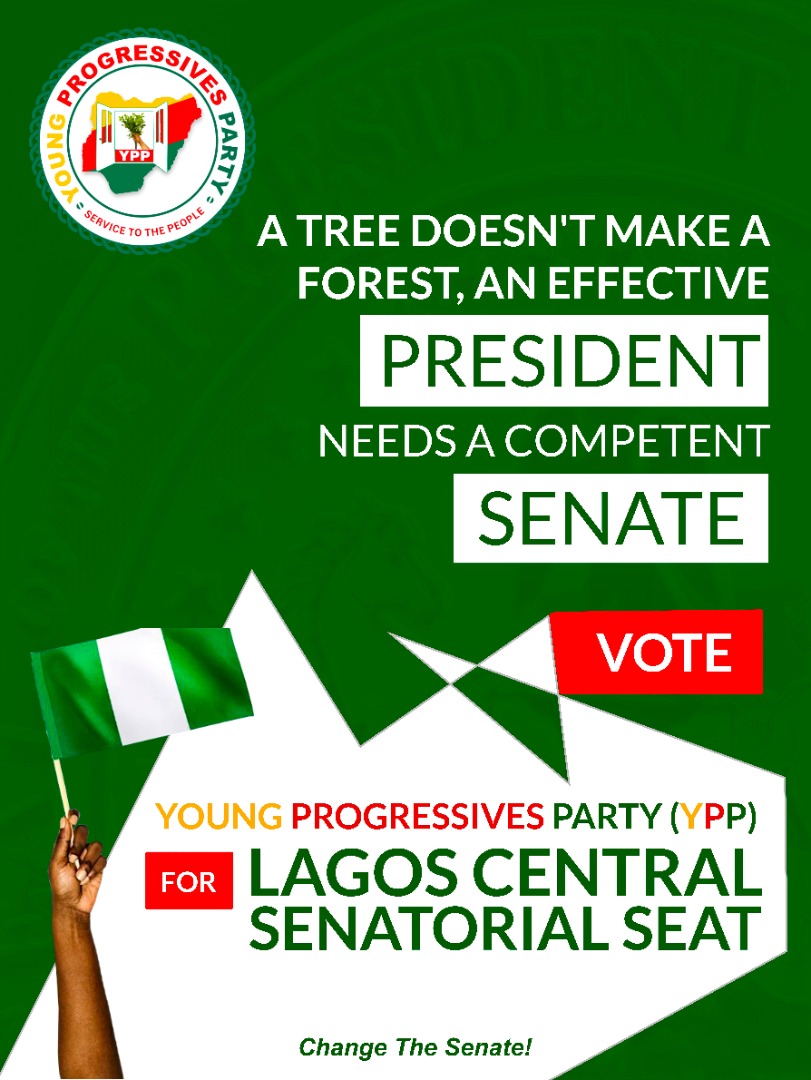 YOUNG PROGRESSIVES PARTY
YPP
SERVICE TO THE PEOPLE
A TREE DOESN'T MAKE A
FOREST, AN EFFECTIVE
PRESIDENT
NEEDS A COMPETENT
SENATE
VOTE
YOUNG PROGRESSIVES PARTY (YPP)
FOR LAGOS CENTRAL
SENATORIAL SEAT
Change The Senate!